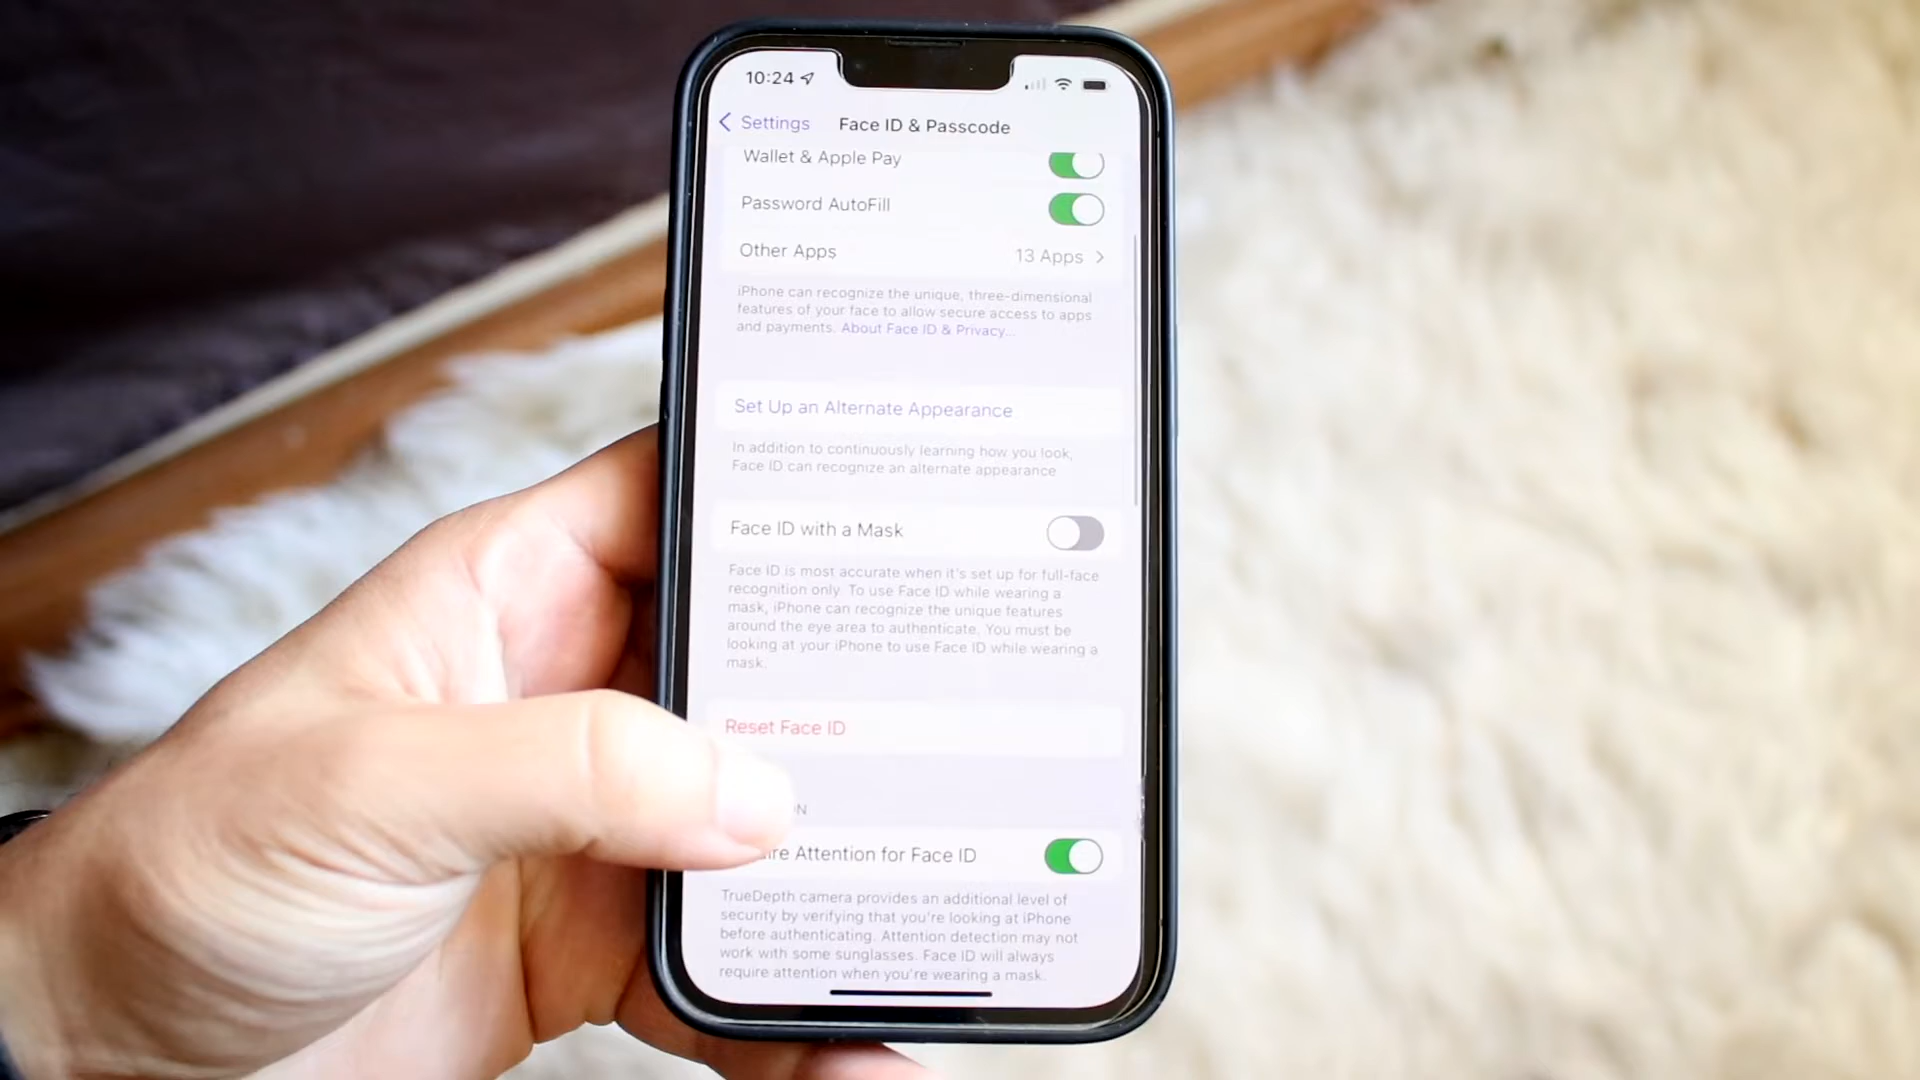 10:24
Settings
Face ID & Passcode
Wallet & Apple Pay
Password AutoFill
Other Apps
13 Apps
iPhone can recognize the unique, three-dimensional
features of your face to allow secure access to apps
and payments. About Face ID & Privacy...
Set Up an Alternate Appearance
In addition to continuously learning how you look,
Face ID can recognize an alternate appearance
Face ID with a Mask
Face ID is most accurate when it's set up for full-face
recognition only. To use Face ID while wearing a
mask, iPhone can recognize the unique features
around the eye area to authenticate. You must be
looking at your iPhone to use Face ID while wearing a
mask.
Reset Face ID
Attention for Face ID
TrueDepth camera provides an additional level of
security by verifying that you're looking at iPhone
before authenticating. Attention detection may not
work with some sunglasses. Face ID will always
require attention when you're wearing a mask.